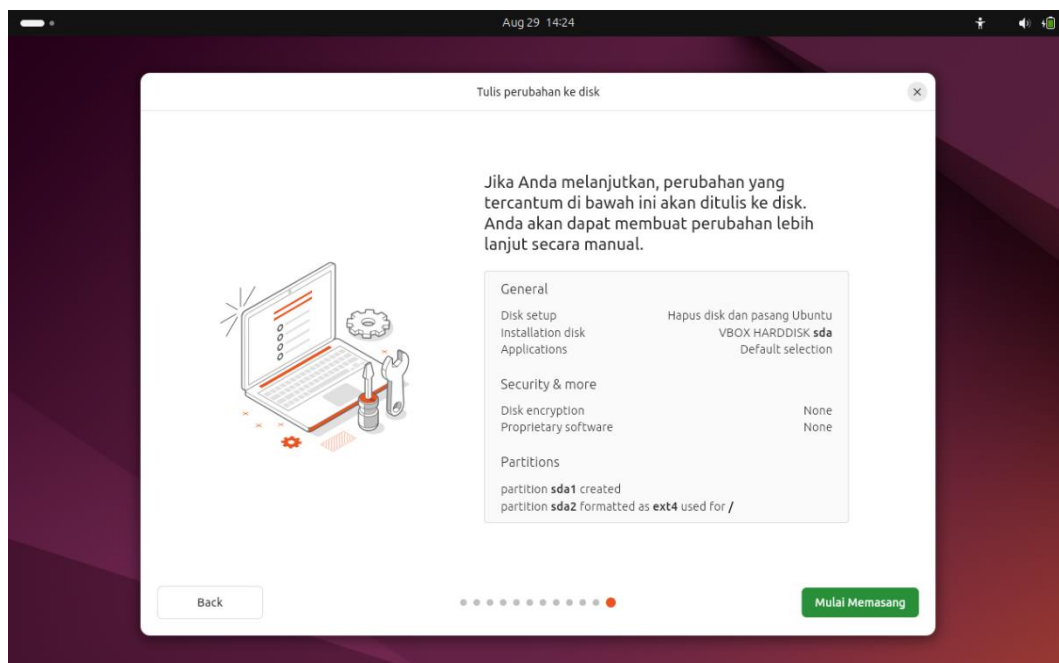 Aug 29 14:24
Tulis perubahan ke disk
Jika Anda melanjutkan, perubahan yang
tercantum di bawah ini akan ditulis ke disk.
Anda akan dapat membuat perubahan lebih
lanjut secara manual.
General
Disk setup Hapus disk dan pasang Ubuntu
Installation disk VBOX HARDDISK sda
Applications Default selection
Security & more
Disk encryption None
Proprietary software None
Partitions
partition sda1 created
partition sda2 formatted as ext4 used for /
Back
Mulai Memasang